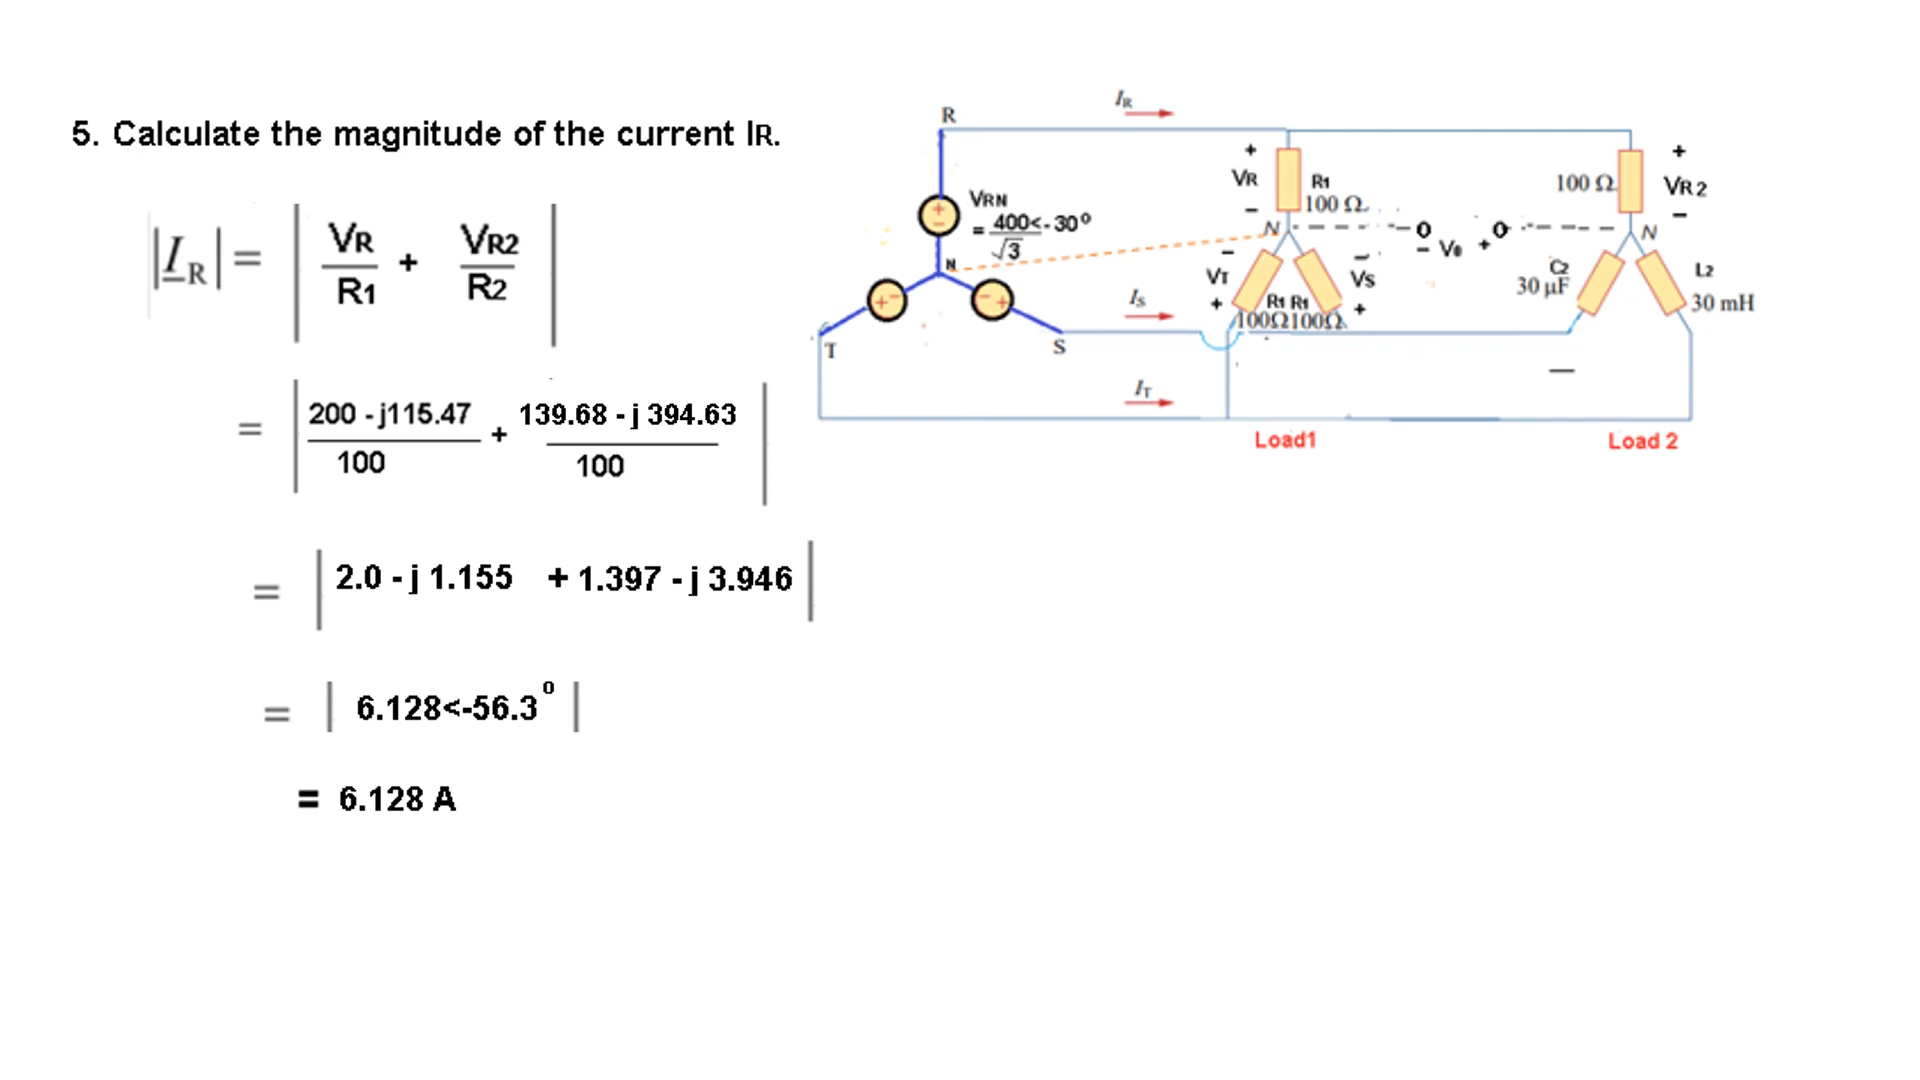 5. Calculate the magnitude of the current IR.
|IR| = | VR/R1 + VR2/R2 |
= | 200 - j115.47/100 + 139.68 - j 394.63/100 |
= | 2.0 - j 1.155 + 1.397 - j 3.946 |
= | 6.128<-56.3° |
= 6.128 A
R
IR
VRN
= 400<-30°
√3
N
T
S
IS
IT
+
VR
-
R1
100 Ω
N
-
VT
+
R1 R1
100Ω100Ω
-
VS
+
O
- V0 +
O
100 Ω
+
VR2
-
N
C2
30 µF
L2
30 mH
Load1
Load 2